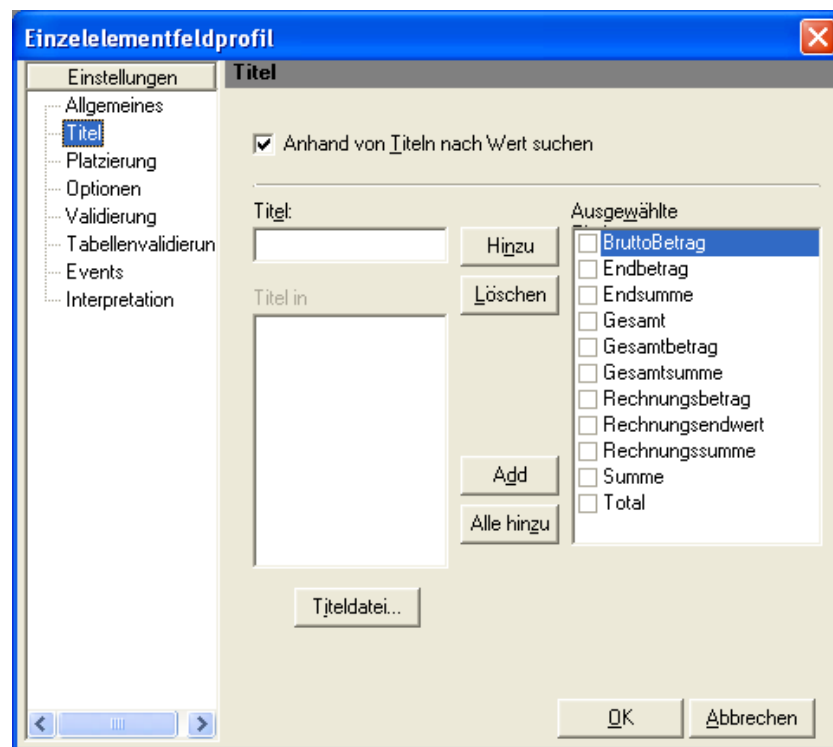 Einzelelementfeldprofil
Einstellungen
Allgemeines
Titel
Platzierung
Optionen
Validierung
Tabellenvalidierun
Events
Interpretation
Titel
Anhand von Titeln nach Wert suchen
Titel:
Hinzu
Löschen
Titel in
Add
Alle hinzu
Titeldatei...
Ausgewählte
BruttoBetrag
Endbetrag
Endsumme
Gesamt
Gesamtbetrag
Gesamtsumme
Rechnungsbetrag
Rechnungsendwert
Rechnungssumme
Summe
Total
OK
Abbrechen